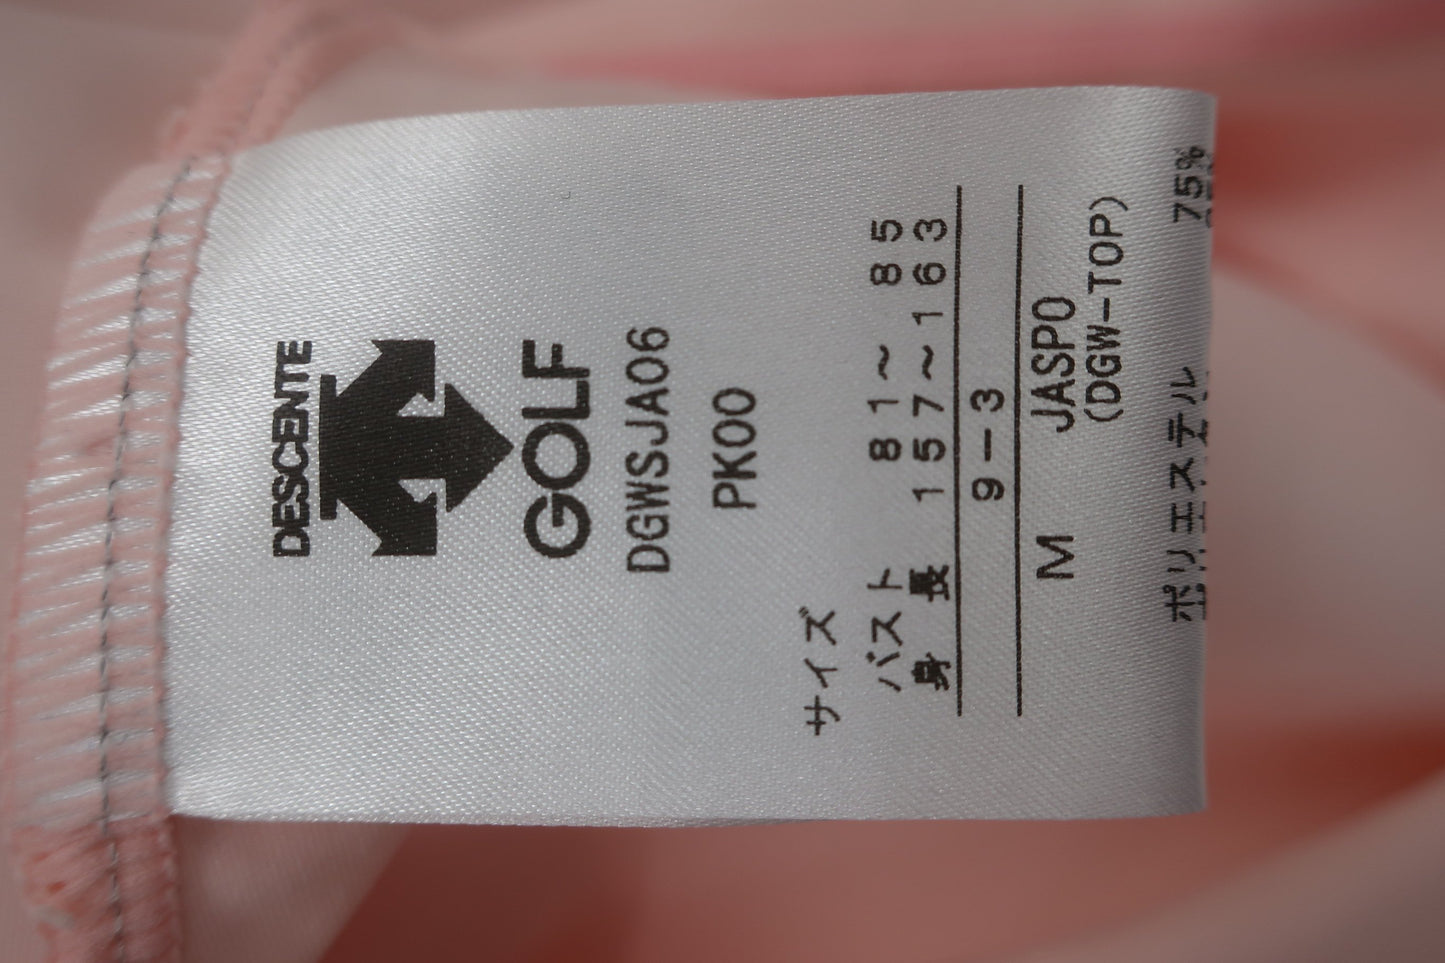 DESCENTE
GOLF
DGWSJA06
PK00
サイズ
バスト 81～85
身長 157～163
9-3
M JASPO
(DGW-TOP)
ポリエステル 75%